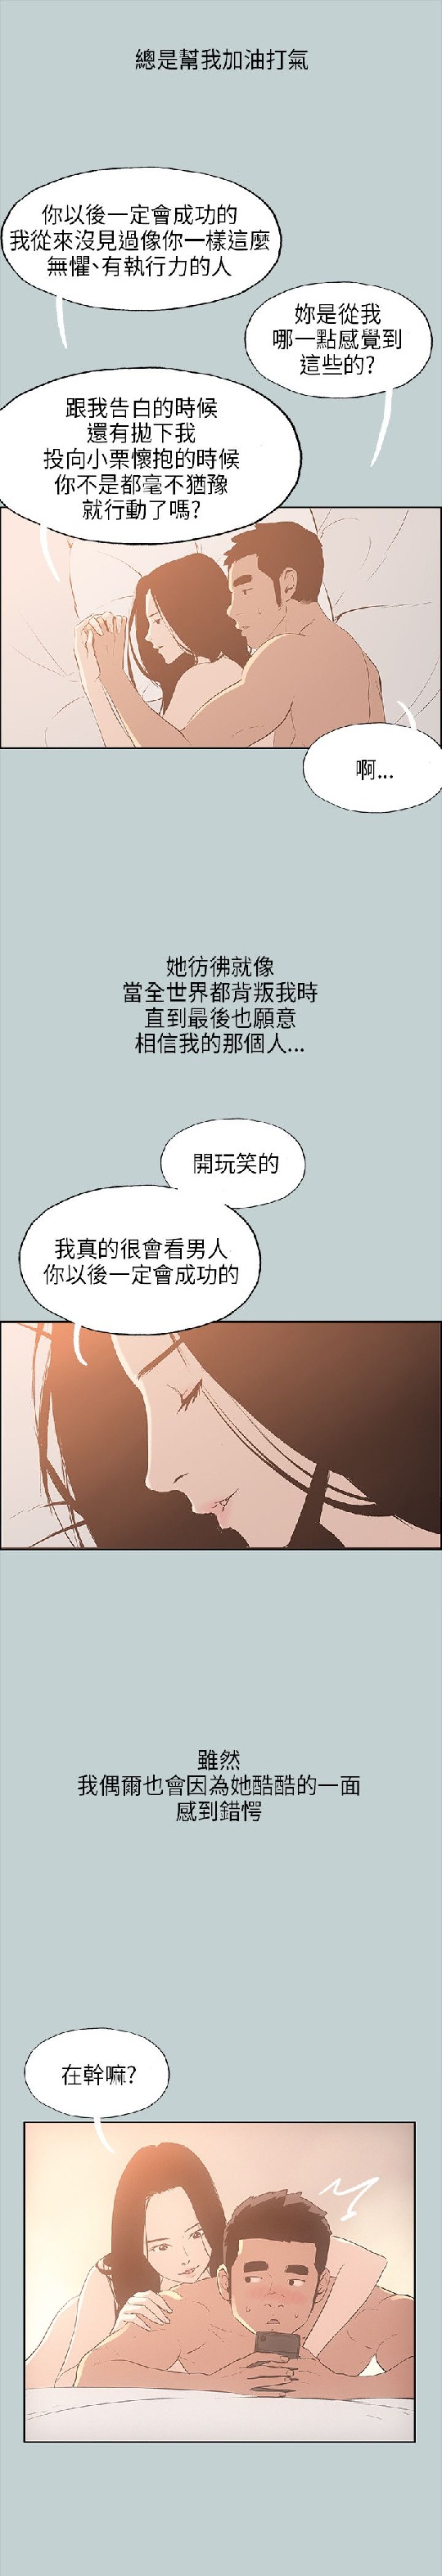 總是幫我加油打氣
你以後一定會成功的
我從來沒見過像你一樣這麼
無懼、有執行力的人
妳是從我
哪一點感覺到
這些的?
跟我告白的時候
還有拋下我
投向小栗懷抱的時候
你不是都毫不猶豫
就行動了嗎?
啊...
她彷彿就像
當全世界都背叛我時
直到最後也願意
相信我的那個人...
開玩笑的
我真的很會看男人
你以後一定會成功的
雖然
我偶爾也會因為她酷酷的一面
感到錯愕
在幹嘛?